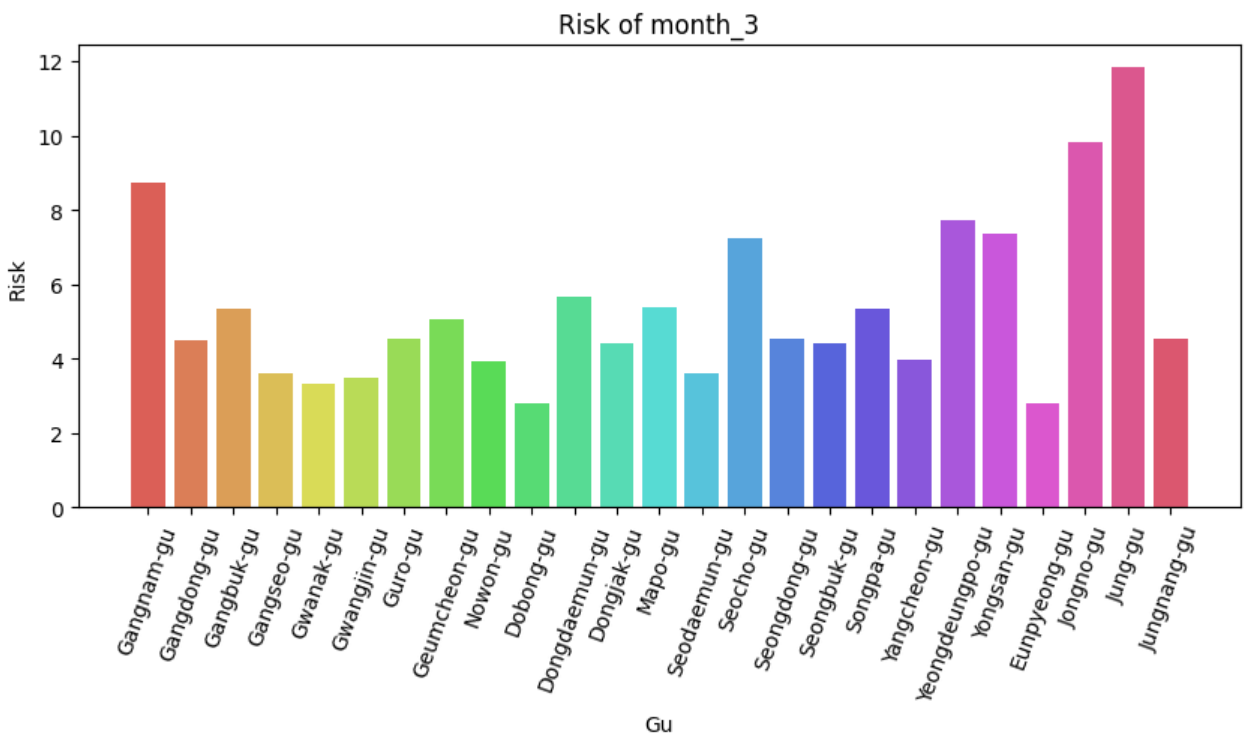 Risk of month_3
12
10
8
6
4
2
0
Risk
Gangnam-gu
Gangdong-gu
Gangbuk-gu
Gangseo-gu
Gwanak-gu
Gwangjin-gu
Guro-gu
Geumcheon-gu
Nowon-gu
Dobong-gu
Dongdaemun-gu
Dongjak-gu
Mapo-gu
Seodaemun-gu
Seocho-gu
Seongdong-gu
Seongbuk-gu
Songpa-gu
Yangcheon-gu
Yeongdeungpo-gu
Yongsan-gu
Eunpyeong-gu
Jongno-gu
Jung-gu
Jungnang-gu
Gu